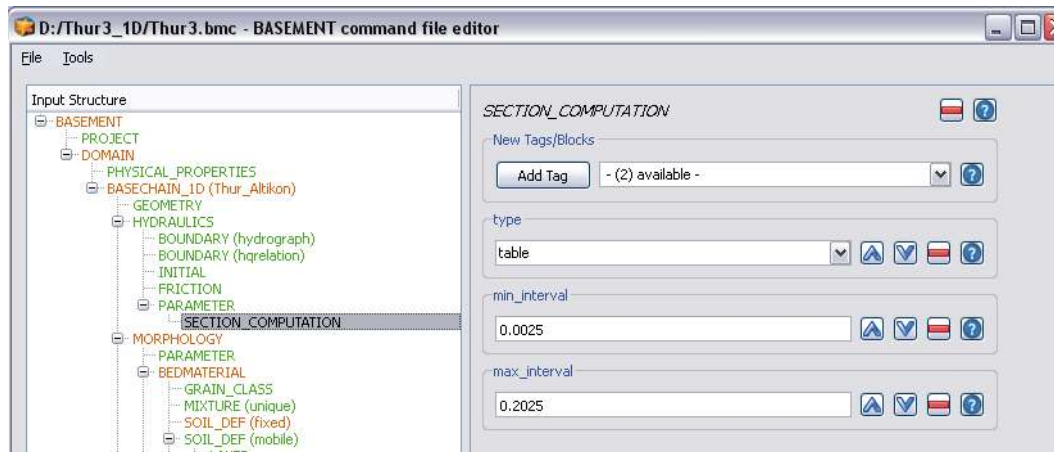 D:/Thur3_1D/Thur3.bmc - BASEMENT command file editor
File Tools
Input Structure
BASEMENT
PROJECT
DOMAIN
PHYSICAL_PROPERTIES
BASECHAIN_1D (Thur_Altikon)
GEOMETRY
HYDRAULICS
BOUNDARY (hydrograph)
BOUNDARY (hqrelation)
INITIAL
FRICTION
PARAMETER
SECTION_COMPUTATION
MORPHOLOGY
PARAMETER
BEDMATERIAL
GRAIN_CLASS
MIXTURE (unique)
SOIL_DEF (fixed)
SOIL_DEF (mobile)
SECTION_COMPUTATION
New Tags/Blocks
Add Tag
- (2) available -
type
table
min_interval
0.0025
max_interval
0.2025